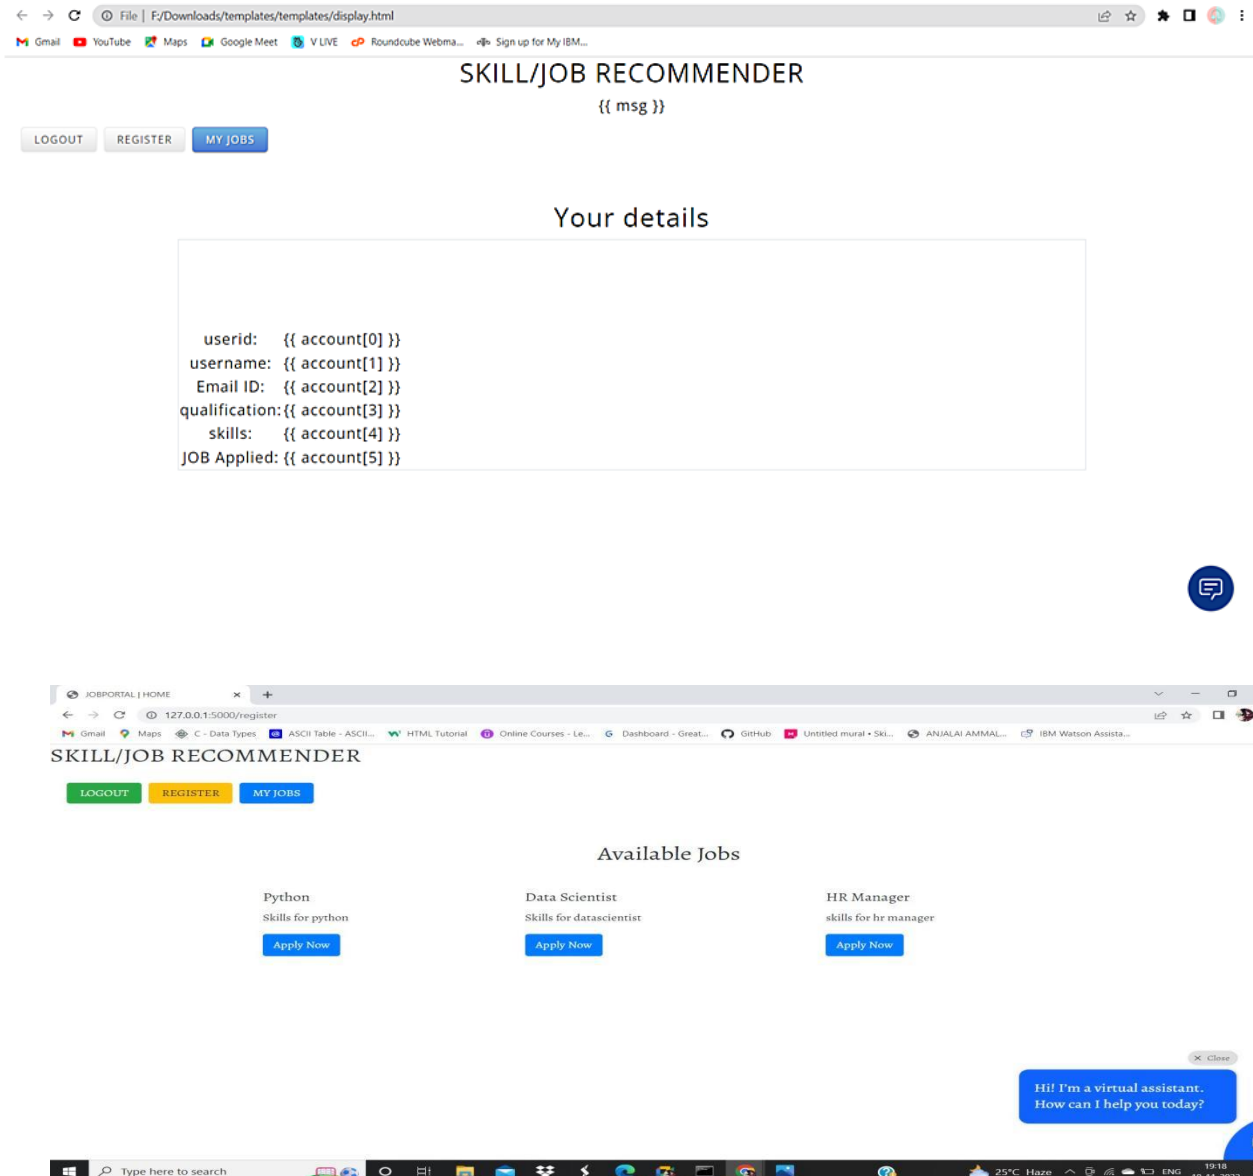 File | F:/Downloads/templates/templates/display.html
Gmail YouTube Maps Google Meet V LIVE Roundcube Webma... Sign up for My IBM...
SKILL/JOB RECOMMENDER
{{ msg }}
LOGOUT REGISTER MY JOBS
Your details
userid: {{ account[0] }}
username: {{ account[1] }}
Email ID: {{ account[2] }}
qualification: {{ account[3] }}
skills: {{ account[4] }}
JOB Applied: {{ account[5] }}
JOBPORTAL | HOME
127.0.0.1:5000/register
Gmail Maps C - Data Types ASCII Table - ASCII... HTML Tutorial Online Courses - Le... Dashboard - Great... GitHub Untitled mural • Ski... ANJALAI AMMAL... IBM Watson Assista...
SKILL/JOB RECOMMENDER
LOGOUT REGISTER MY JOBS
Available Jobs
Python Data Scientist HR Manager
Skills for python Skills for datascientist skills for hr manager
Apply Now Apply Now Apply Now
Close
Hi! I'm a virtual assistant.
How can I help you today?
19:18
Type here to search 25°C Haze ENG